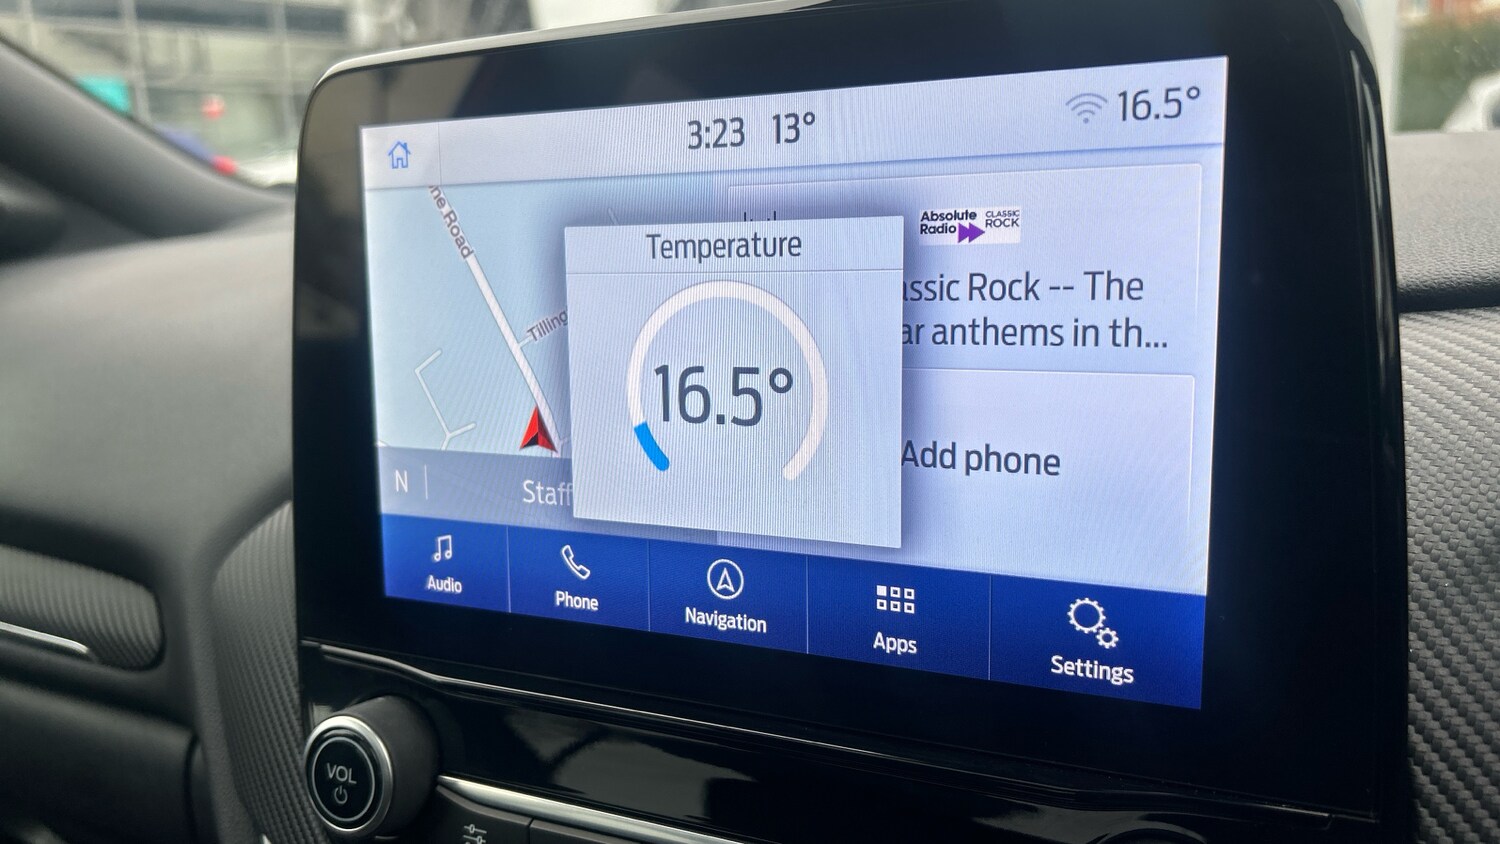 3:23 13°
16.5°
ne Road
Tilling
N
Staff
Temperature
16.5°
Absolute
Radio
CLASSIC
ROCK
assic Rock -- The
ar anthems in th...
Add phone
Audio
Phone
Navigation
Apps
Settings
VOL